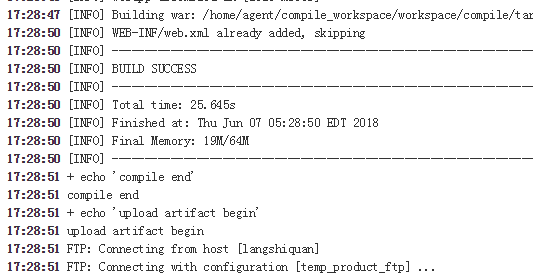 17:28:47 [INFO] Building war: /home/agent/compile_workspace/workspace/compile/tar
17:28:50 [INFO] WEB-INF/web.xml already added, skipping
17:28:50 [INFO] ------------------------------------------------------------------------
17:28:50 [INFO] BUILD SUCCESS
17:28:50 [INFO] ------------------------------------------------------------------------
17:28:50 [INFO] Total time: 25.645s
17:28:50 [INFO] Finished at: Thu Jun 07 05:28:50 EDT 2018
17:28:50 [INFO] Final Memory: 19M/64M
17:28:50 [INFO] ------------------------------------------------------------------------
17:28:51 + echo 'compile end'
17:28:51 compile end
17:28:51 + echo 'upload artifact begin'
17:28:51 upload artifact begin
17:28:51 FTP: Connecting from host [langshiquan]
17:28:51 FTP: Connecting with configuration [temp_product_ftp] ...